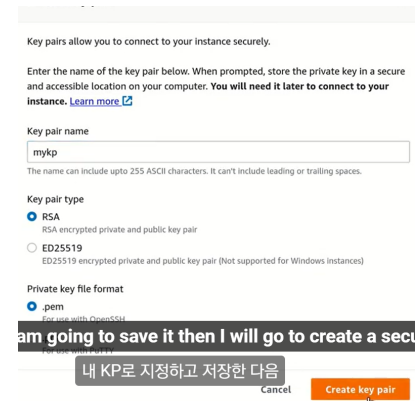 Key pairs allow you to connect to your instance securely.
Enter the name of the key pair below. When prompted, store the private key in a secure
and accessible location on your computer. You will need it later to connect to your
instance. Learn more
Key pair name
mykp
The name can include upto 255 ASCII characters. It can't include leading or trailing spaces.
Key pair type
RSA
RSA encrypted private and public key pair
ED25519
ED25519 encrypted private and public key pair (Not supported for Windows instances)
Private key file format
.pem
For use with OpenSSH
am going to save it then I will go to create a secu
For use with PuTTY
내 KP로 지정하고 저장한 다음
Cancel
Create key pair